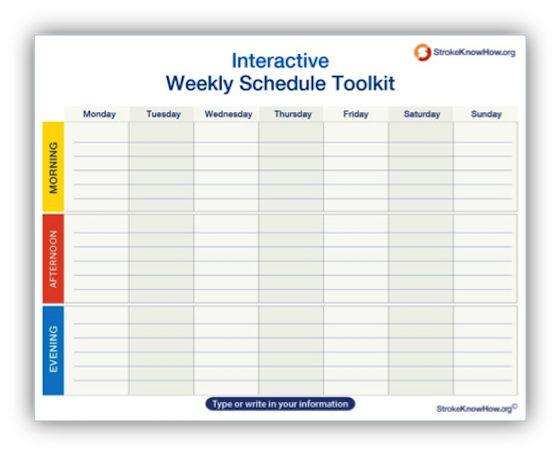 StrokeKnowHow.org
Interactive
Weekly Schedule Toolkit
Monday Tuesday Wednesday Thursday Friday Saturday Sunday
MORNING
AFTERNOON
EVENING
Type or write in your information
StrokeKnowHow.org©